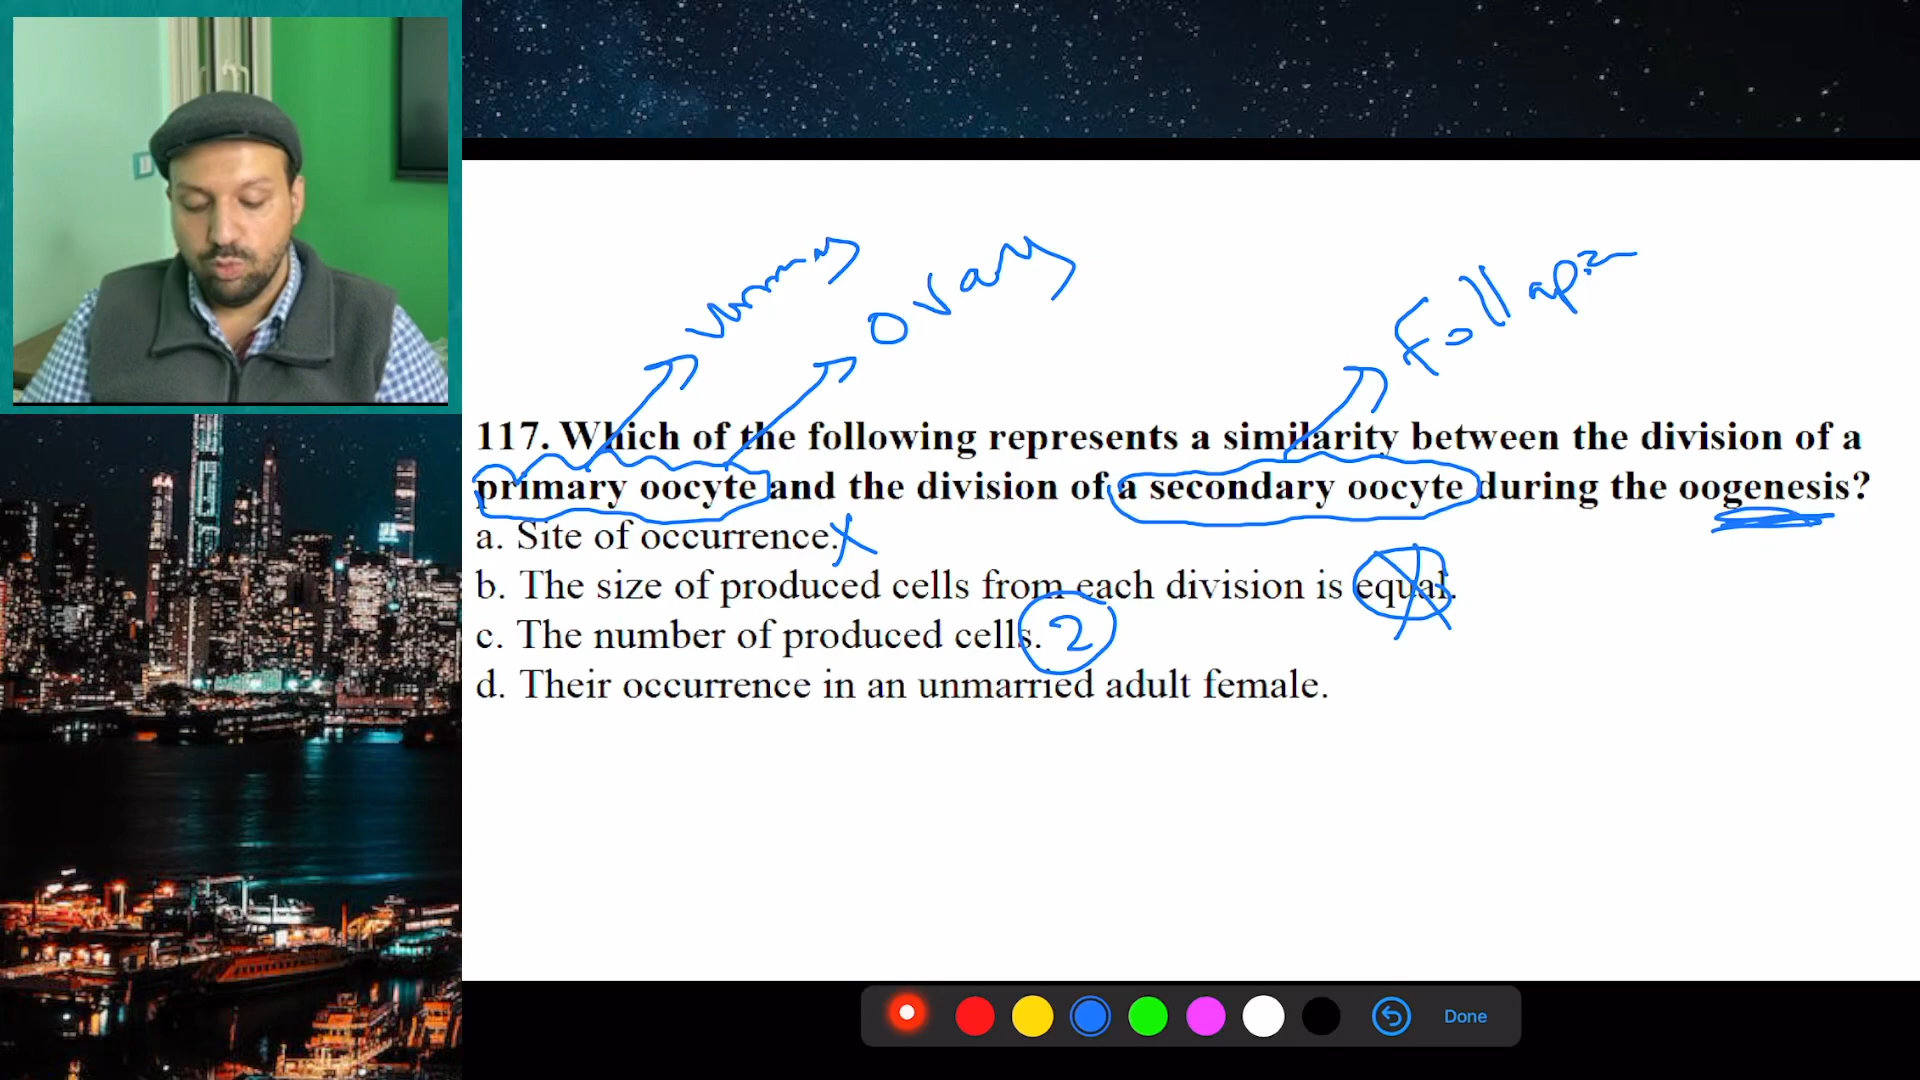 ovary
117. Which of the following represents a similarity between the division of a
primary oocyte and the division of a secondary oocyte during the oogenesis?
a. Site of occurrence.
b. The size of produced cells from each division is equal.
c. The number of produced cells. 2
d. Their occurrence in an unmarried adult female.
Done